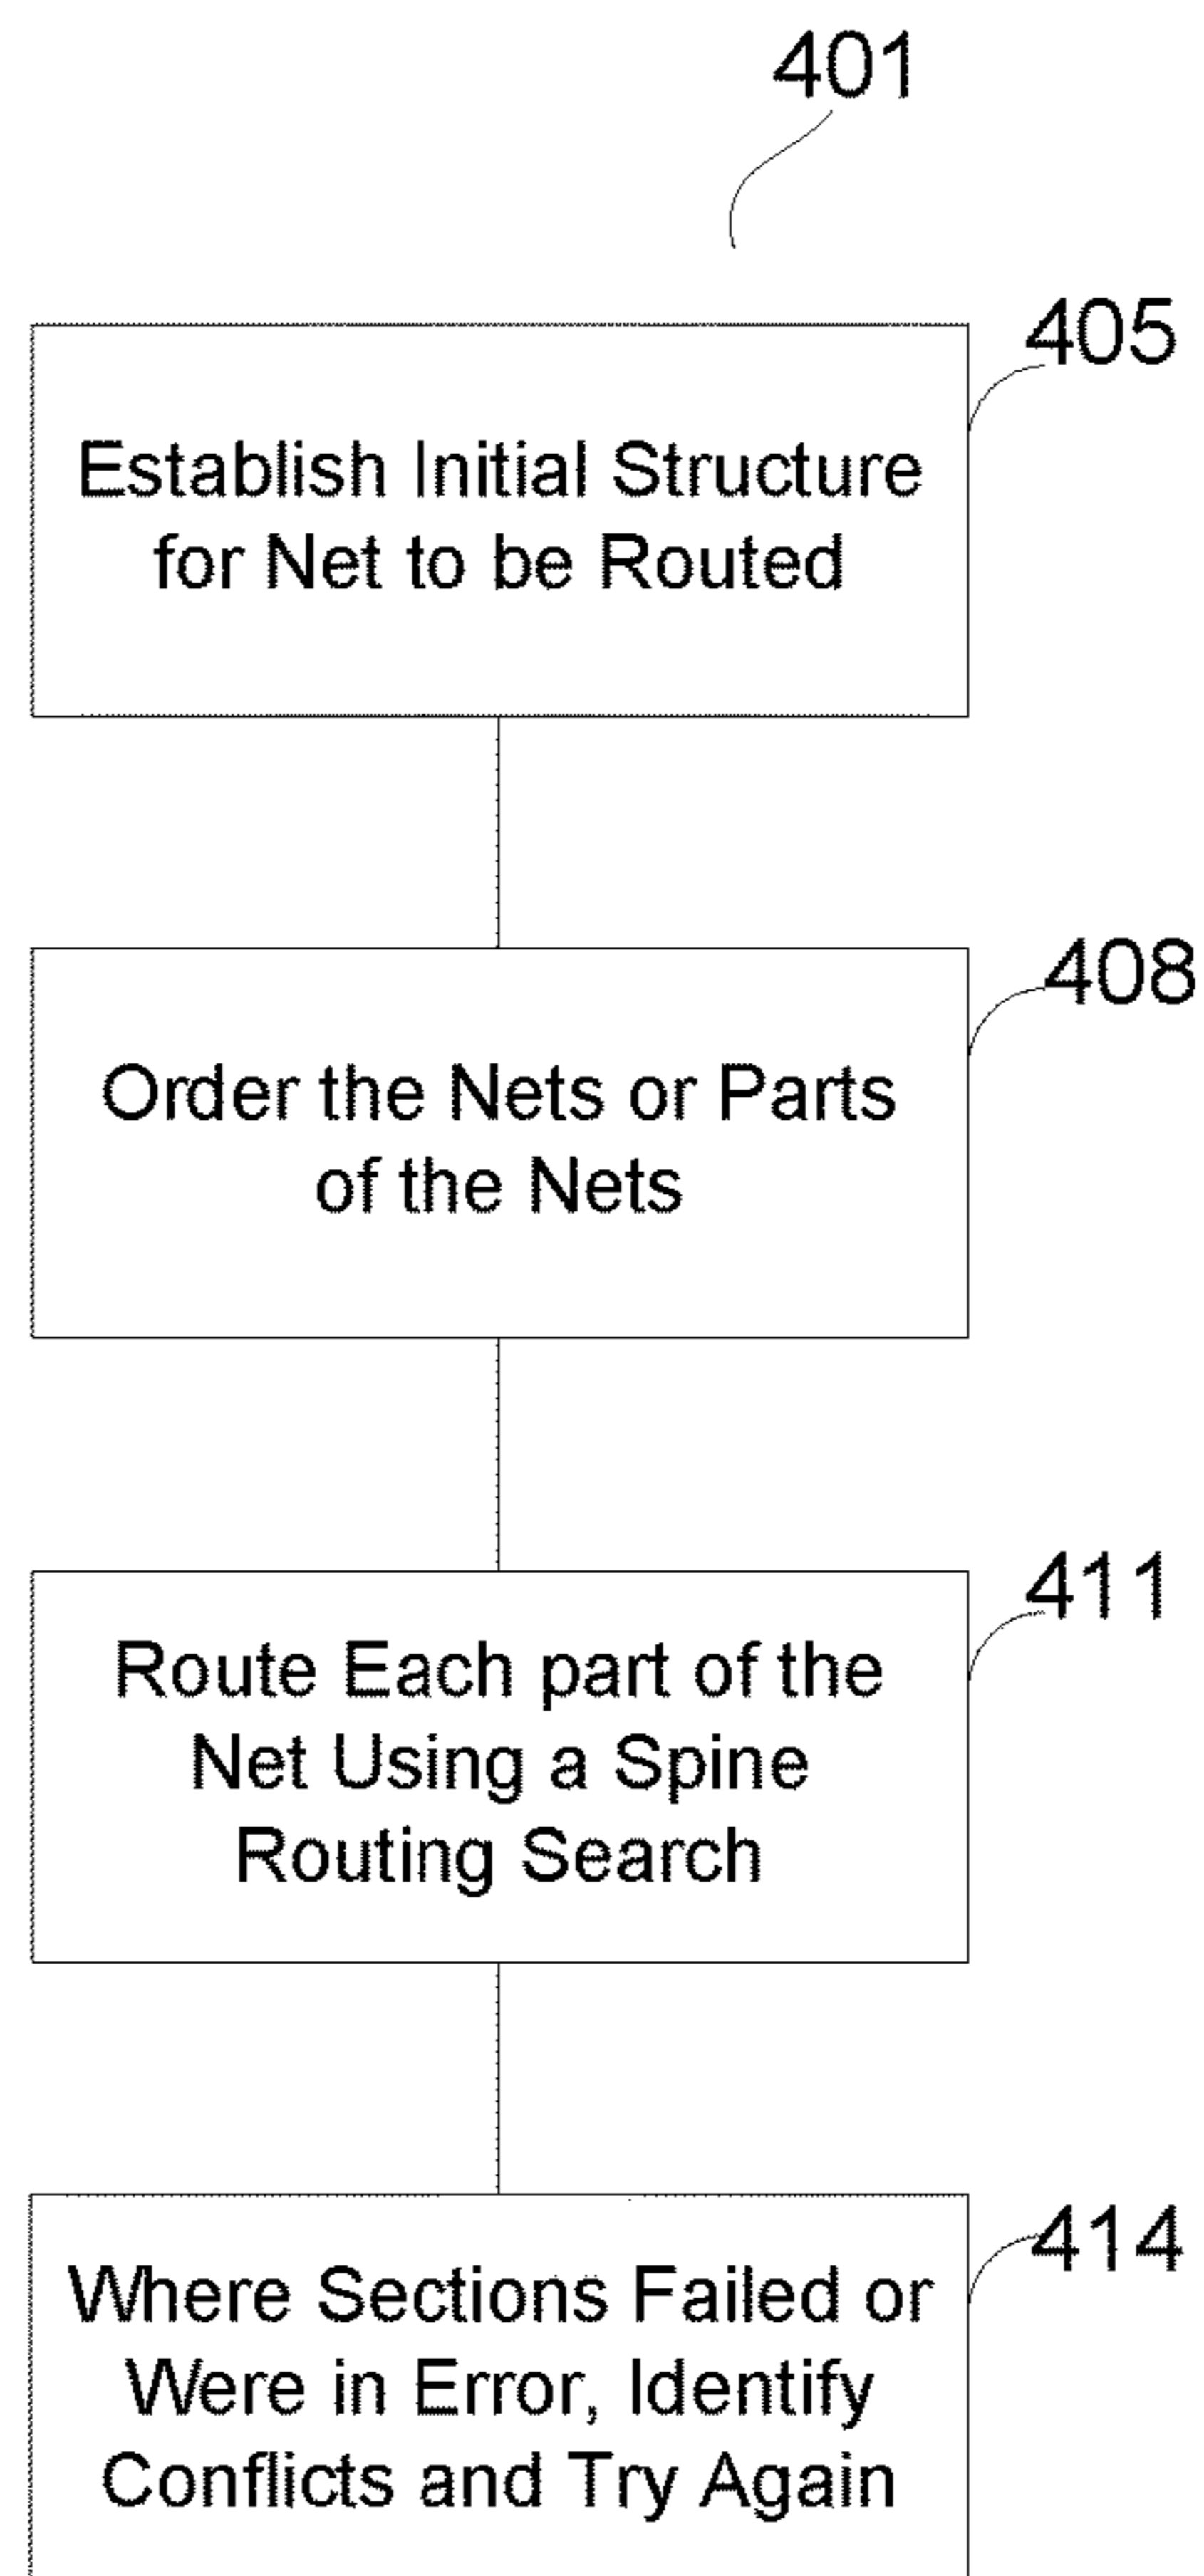 401
405
Establish Initial Structure
for Net to be Routed
408
Order the Nets or Parts
of the Nets
411
Route Each part of the
Net Using a Spine
Routing Search
414
Where Sections Failed or
Were in Error, Identify
Conflicts and Try Again